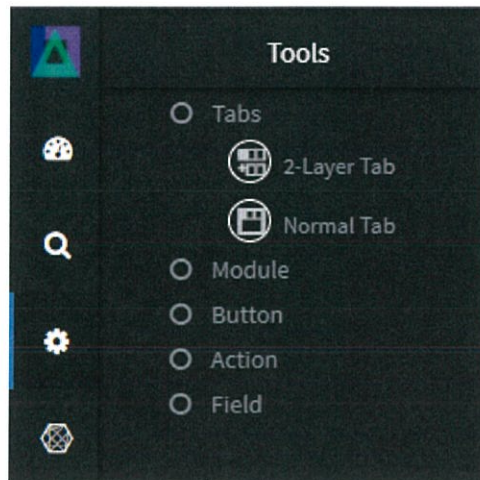 Tools
Tabs
2-Layer Tab
Normal Tab
Module
Button
Action
Field